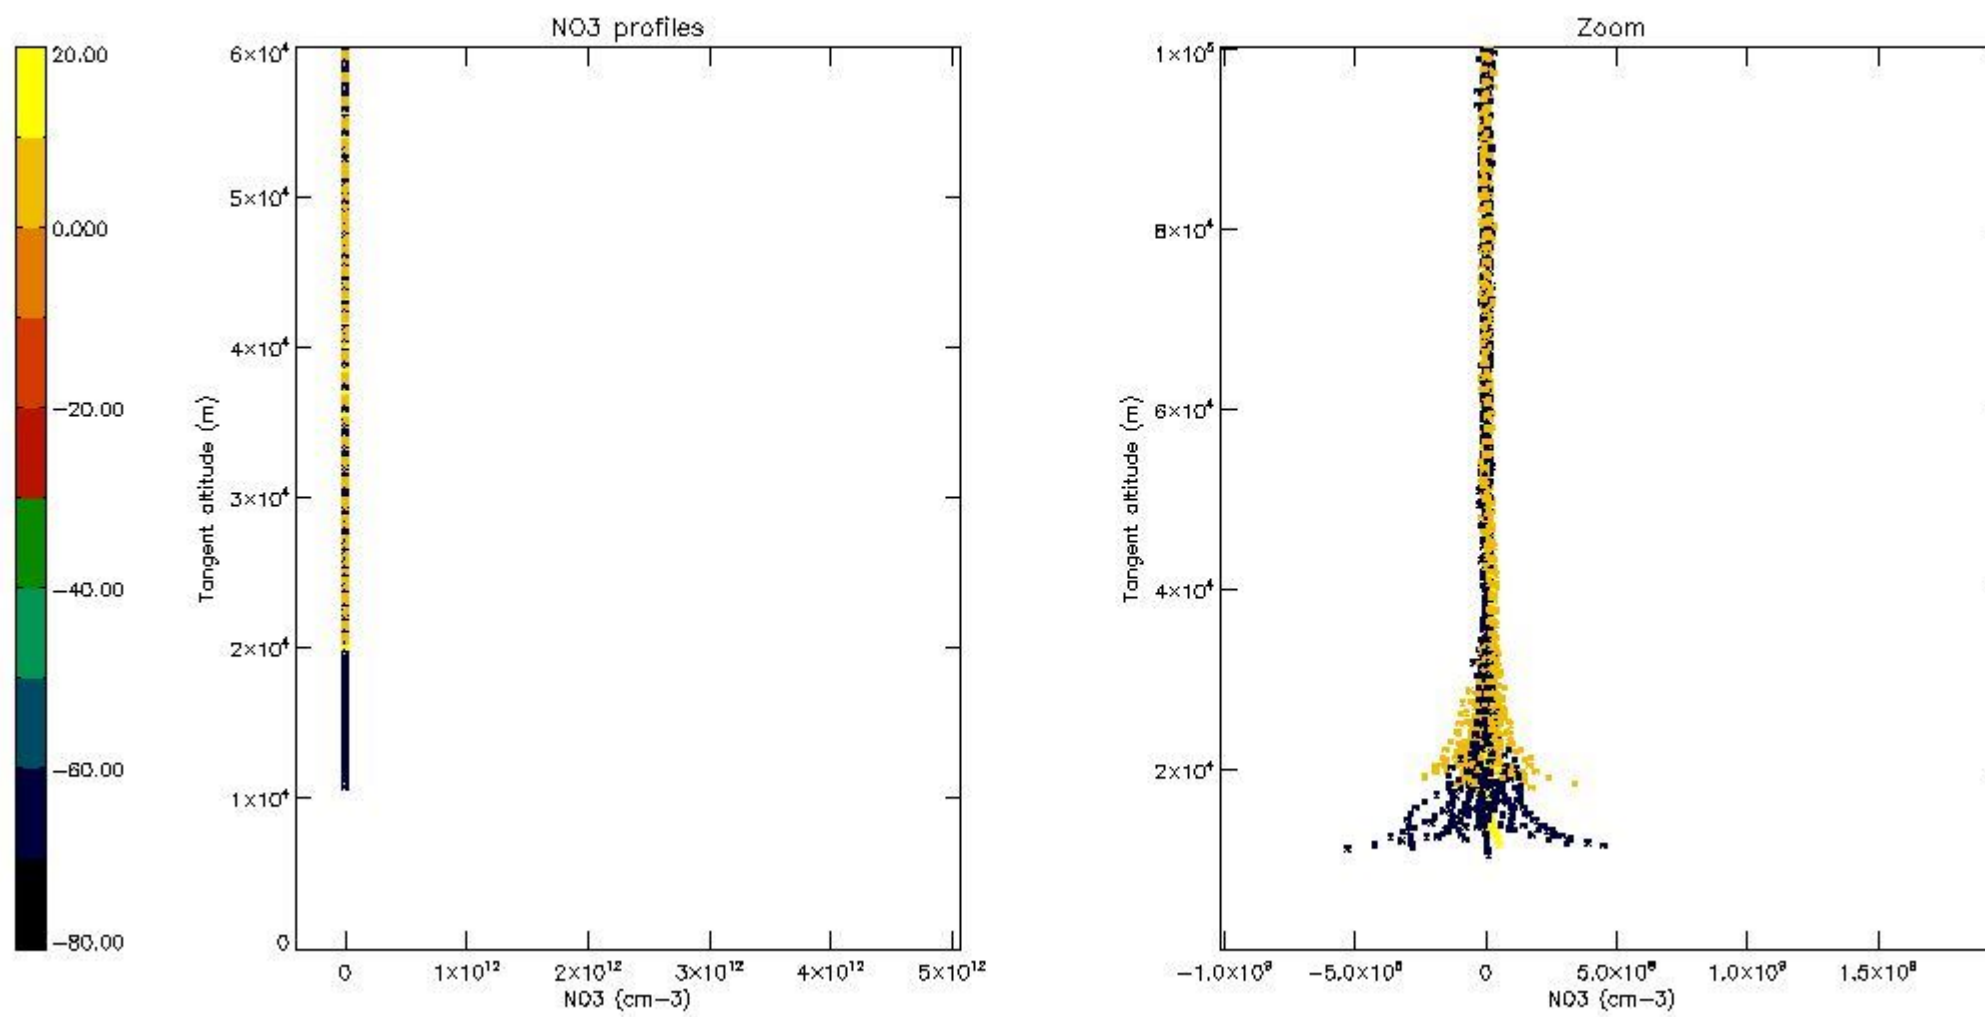 NO3 profiles
20.00
0.000
−20.00
−40.00
−60.00
−80.00
6×10⁴
5×10⁴
4×10⁴
3×10⁴
2×10⁴
1×10⁴
0
Tangent altitude (m)
0 1×10¹² 2×10¹² 3×10¹² 4×10¹² 5×10¹²
NO3 (cm−3)
Zoom
1×10⁵
8×10⁴
6×10⁴
4×10⁴
2×10⁴
Tangent altitude (m)
−1.0×10⁹ −5.0×10⁸ 0 5.0×10⁸ 1.0×10⁹ 1.5×10⁹
NO3 (cm−3)